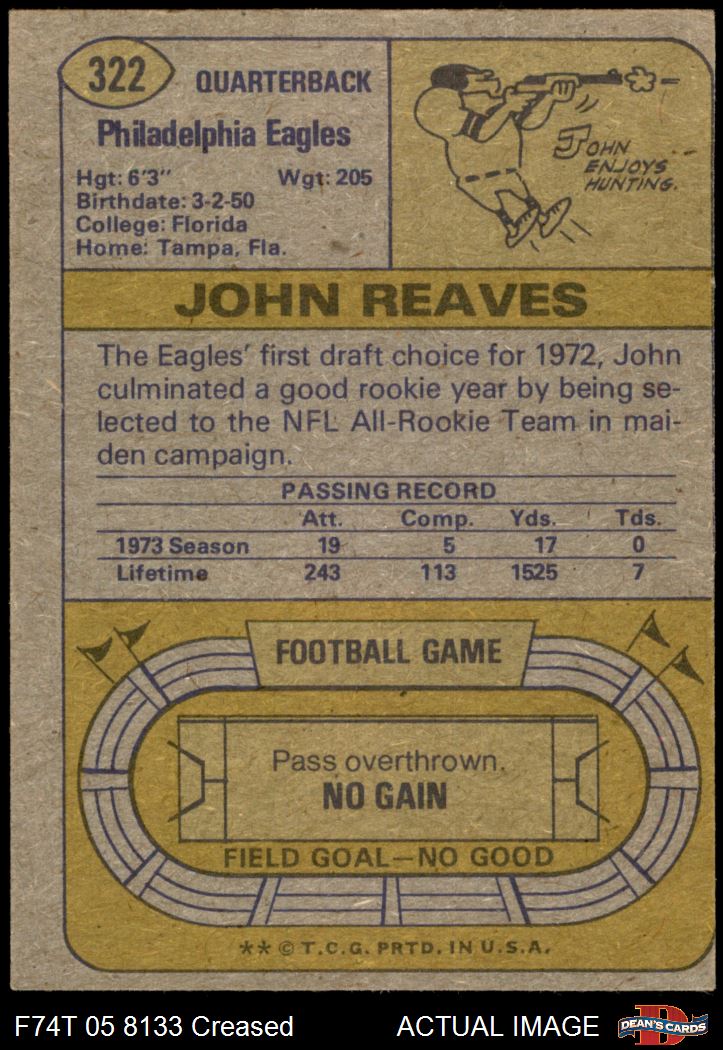 322
QUARTERBACK
Philadelphia Eagles
Hgt: 6'3" Wgt: 205
Birthdate: 3-2-50
College: Florida
Home: Tampa, Fla.
JOHN
ENJOYS
HUNTING.
JOHN REAVES
The Eagles' first draft choice for 1972, John
culminated a good rookie year by being se-
lected to the NFL All-Rookie Team in mai-
den campaign.
PASSING RECORD
Att. Comp. Yds. Tds.
1973 Season 19 5 17 0
Lifetime 243 113 1525 7
FOOTBALL GAME
Pass overthrown.
NO GAIN
FIELD GOAL—NO GOOD
** © T.C.G. PRTD. IN U.S.A.
F74T 05 8133 Creased ACTUAL IMAGE
D
DEAN'S CARDS